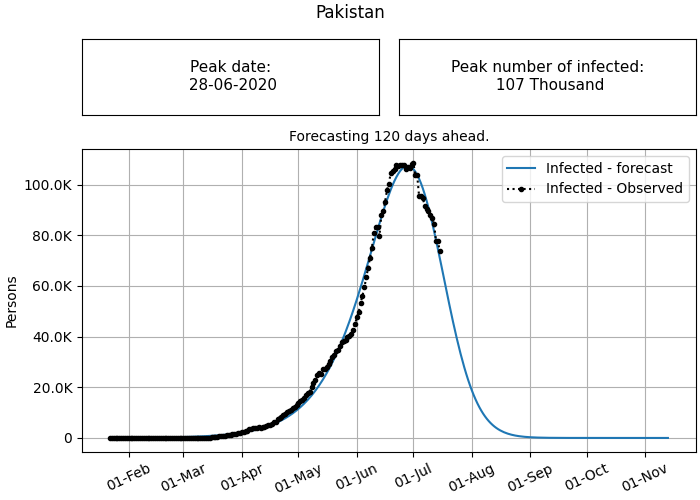 Pakistan
Peak date:
28-06-2020
Peak number of infected:
107 Thousand
Forecasting 120 days ahead.
Infected - forecast
Infected - Observed
100.0K
80.0K
60.0K
40.0K
20.0K
0
Persons
01-Feb
01-Mar
01-Apr
01-May
01-Jun
01-Jul
01-Aug
01-Sep
01-Oct
01-Nov